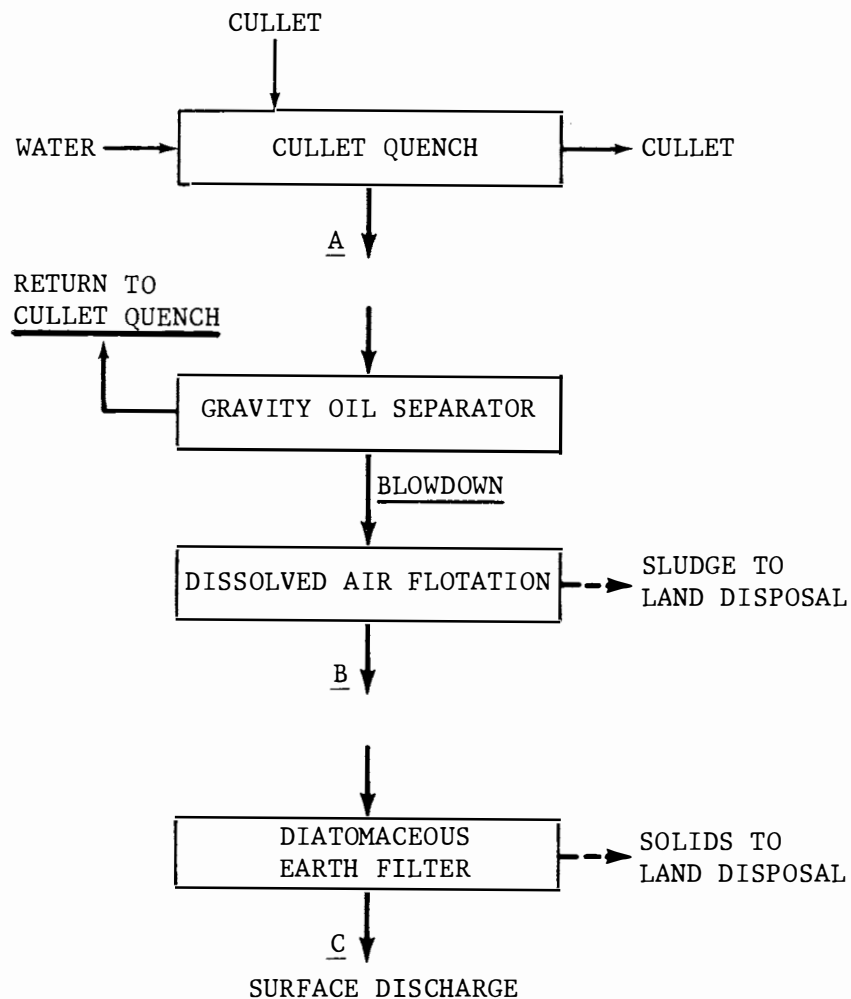 CULLET
WATER
CULLET QUENCH
CULLET
A
RETURN TO
CULLET QUENCH
GRAVITY OIL SEPARATOR
BLOWDOWN
DISSOLVED AIR FLOTATION
SLUDGE TO
LAND DISPOSAL
B
DIATOMACEOUS
EARTH FILTER
SOLIDS TO
LAND DISPOSAL
C
SURFACE DISCHARGE